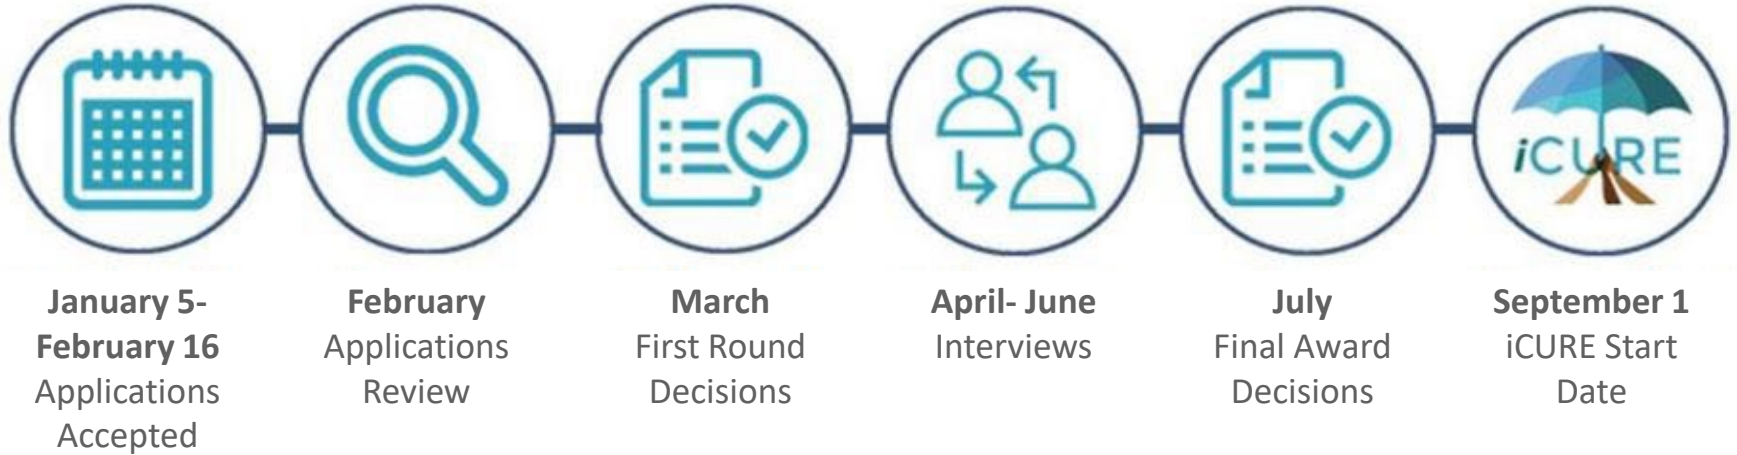 iCURE
January 5-
February 16
Applications
Accepted
February
Applications
Review
March
First Round
Decisions
April- June
Interviews
July
Final Award
Decisions
September 1
iCURE Start
Date